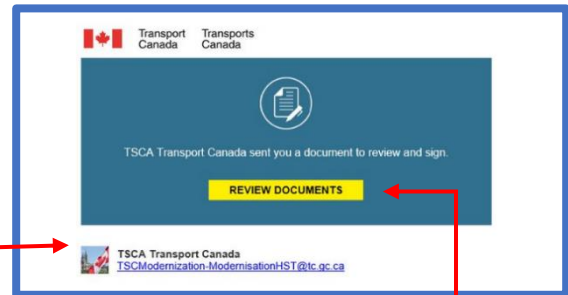 Transport Transports
Canada Canada
TSCA Transport Canada sent you a document to review and sign.
REVIEW DOCUMENTS
TSCA Transport Canada
TSCModernization-ModernisationHST@tc.gc.ca